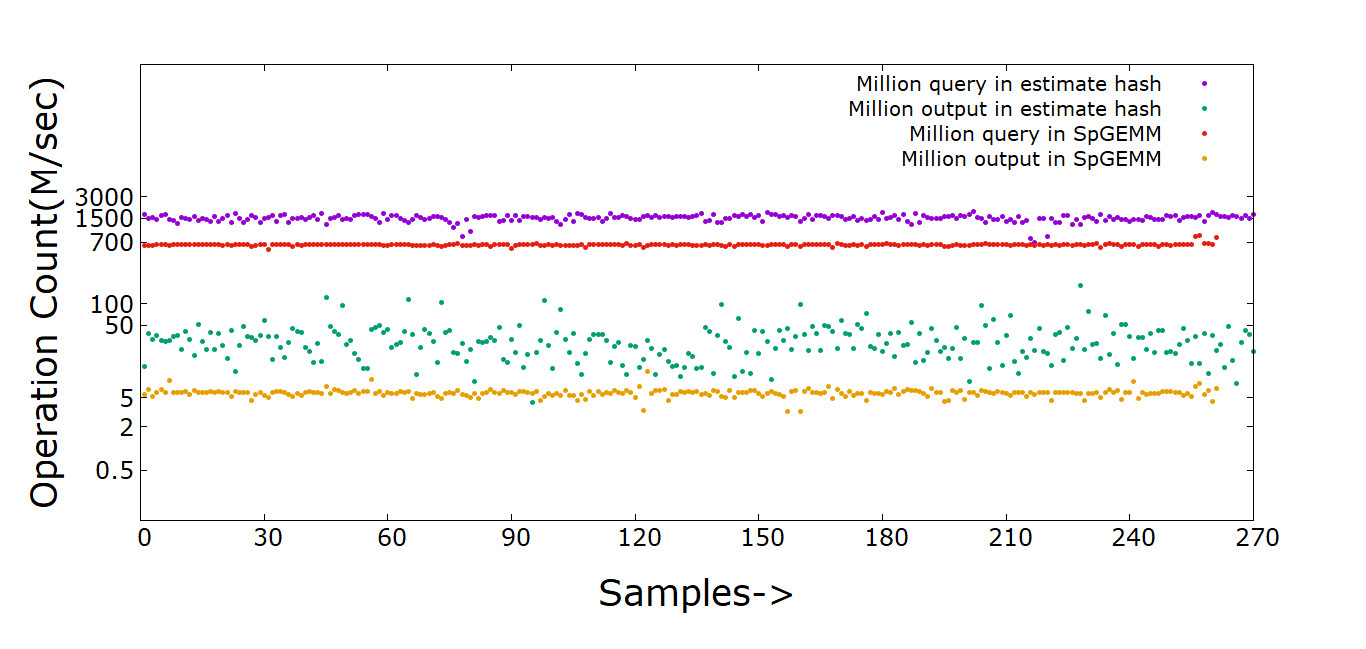 Operation Count(M/sec)
Million query in estimate hash
Million output in estimate hash
Million query in SpGEMM
Million output in SpGEMM
3000
1500
700
100
50
5
2
0.5
0 30 60 90 120 150 180 210 240 270
Samples->